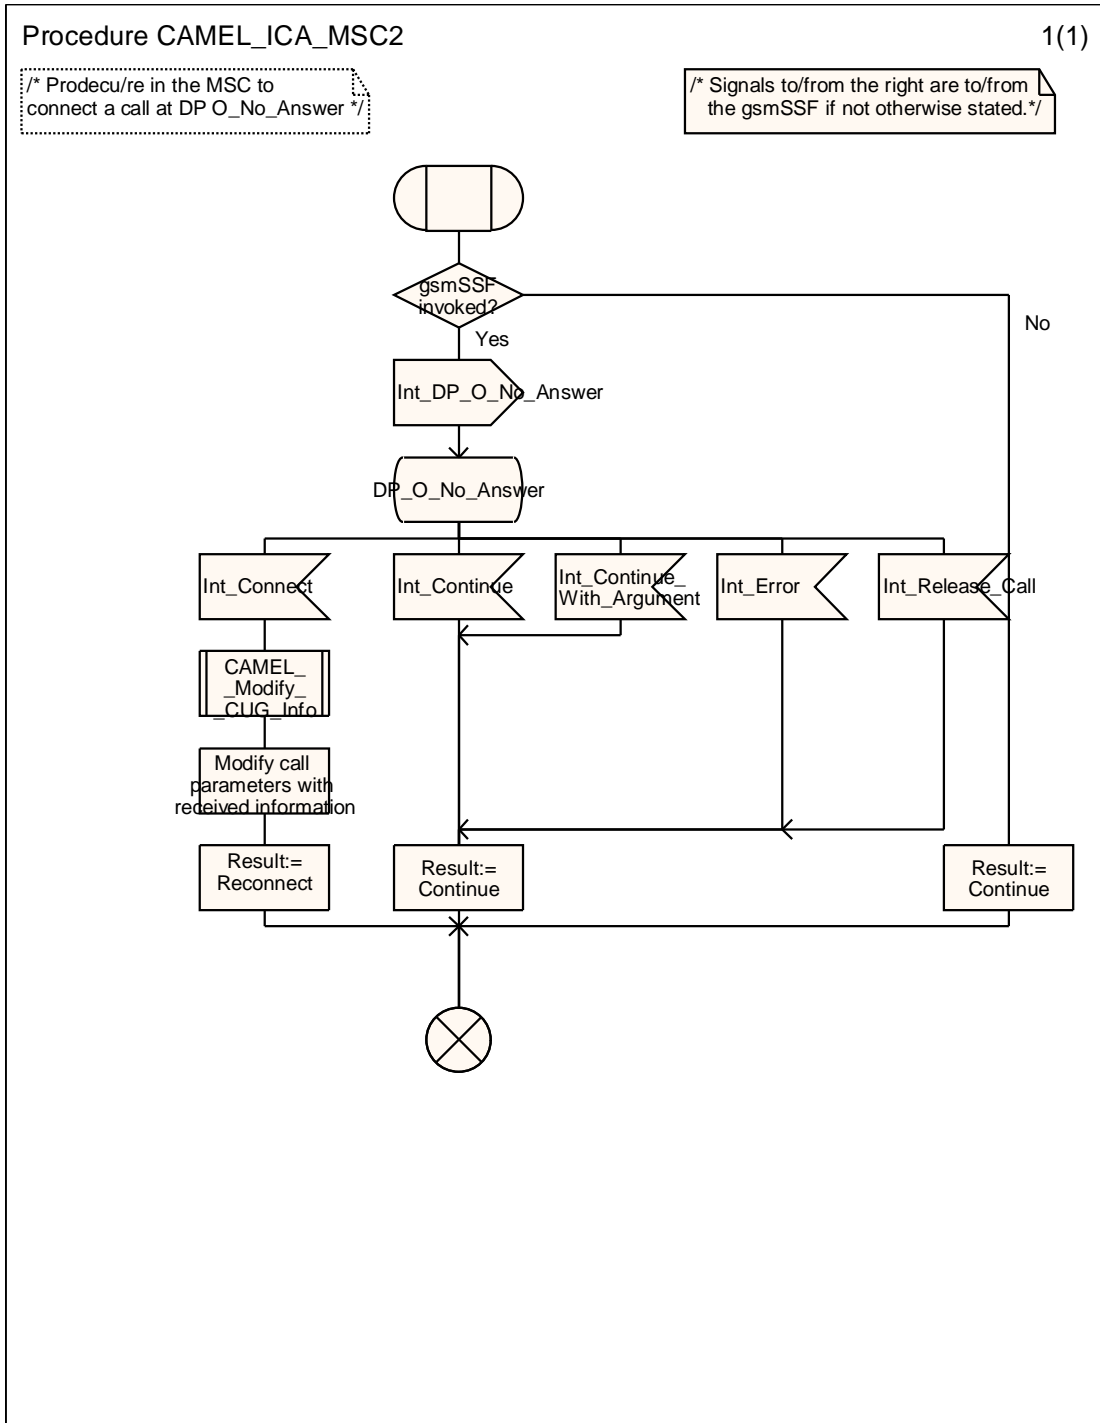 Procedure CAMEL_ICA_MSC2
1(1)
/* Prodecu/re in the MSC to
connect a call at DP O_No_Answer */
/* Signals to/from the right are to/from
the gsmSSF if not otherwise stated.*/
gsmSSF
invoked?
No
Yes
Int_DP_O_No_Answer
DP_O_No_Answer
Int_Connect
Int_Continue
Int_Continue_
With_Argument
Int_Error
Int_Release_Call
CAMEL_
_Modify_
_CUG_Info
Modify call
parameters with
received information
Result:=
Reconnect
Result:=
Continue
Result:=
Continue